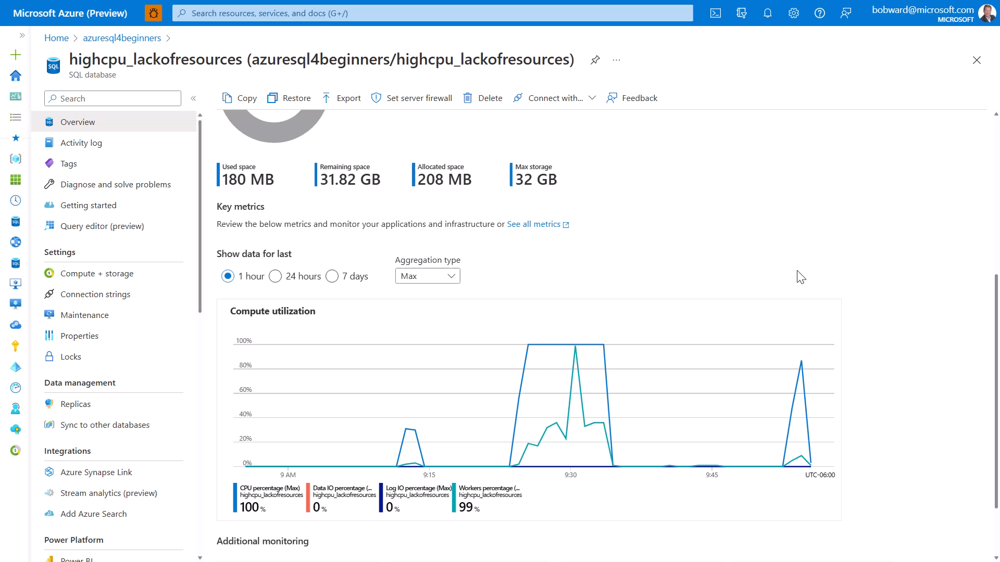 Microsoft Azure (Preview)
Search resources, services, and docs (G+/)
bobward@microsoft.com
MICROSOFT
Home > azuresql4beginners >
highcpu_lackofresources (azuresql4beginners/highcpu_lackofresources)
SQL database
Search
Copy Restore Export Set server firewall Delete Connect with... Feedback
Overview
Activity log
Tags
Diagnose and solve problems
Getting started
Query editor (preview)
Settings
Compute + storage
Connection strings
Maintenance
Properties
Locks
Data management
Replicas
Sync to other databases
Integrations
Azure Synapse Link
Stream analytics (preview)
Add Azure Search
Power Platform
Power BI
Used space
180 MB
Remaining space
31.82 GB
Allocated space
208 MB
Max storage
32 GB
Key metrics
Review the below metrics and monitor your applications and infrastructure or See all metrics
Show data for last
1 hour 24 hours 7 days
Aggregation type
Max
Compute utilization
100%
80%
60%
40%
20%
0%
9 AM 9:15 9:30 9:45 UTC-06:00
CPU percentage (Max)
highcpu_lackofresources
100 %
Data IO percentage (...
highcpu_lackofresources
0 %
Log IO percentage (Max)
highcpu_lackofresources
0 %
Workers percentage (...
highcpu_lackofresources
99 %
Additional monitoring